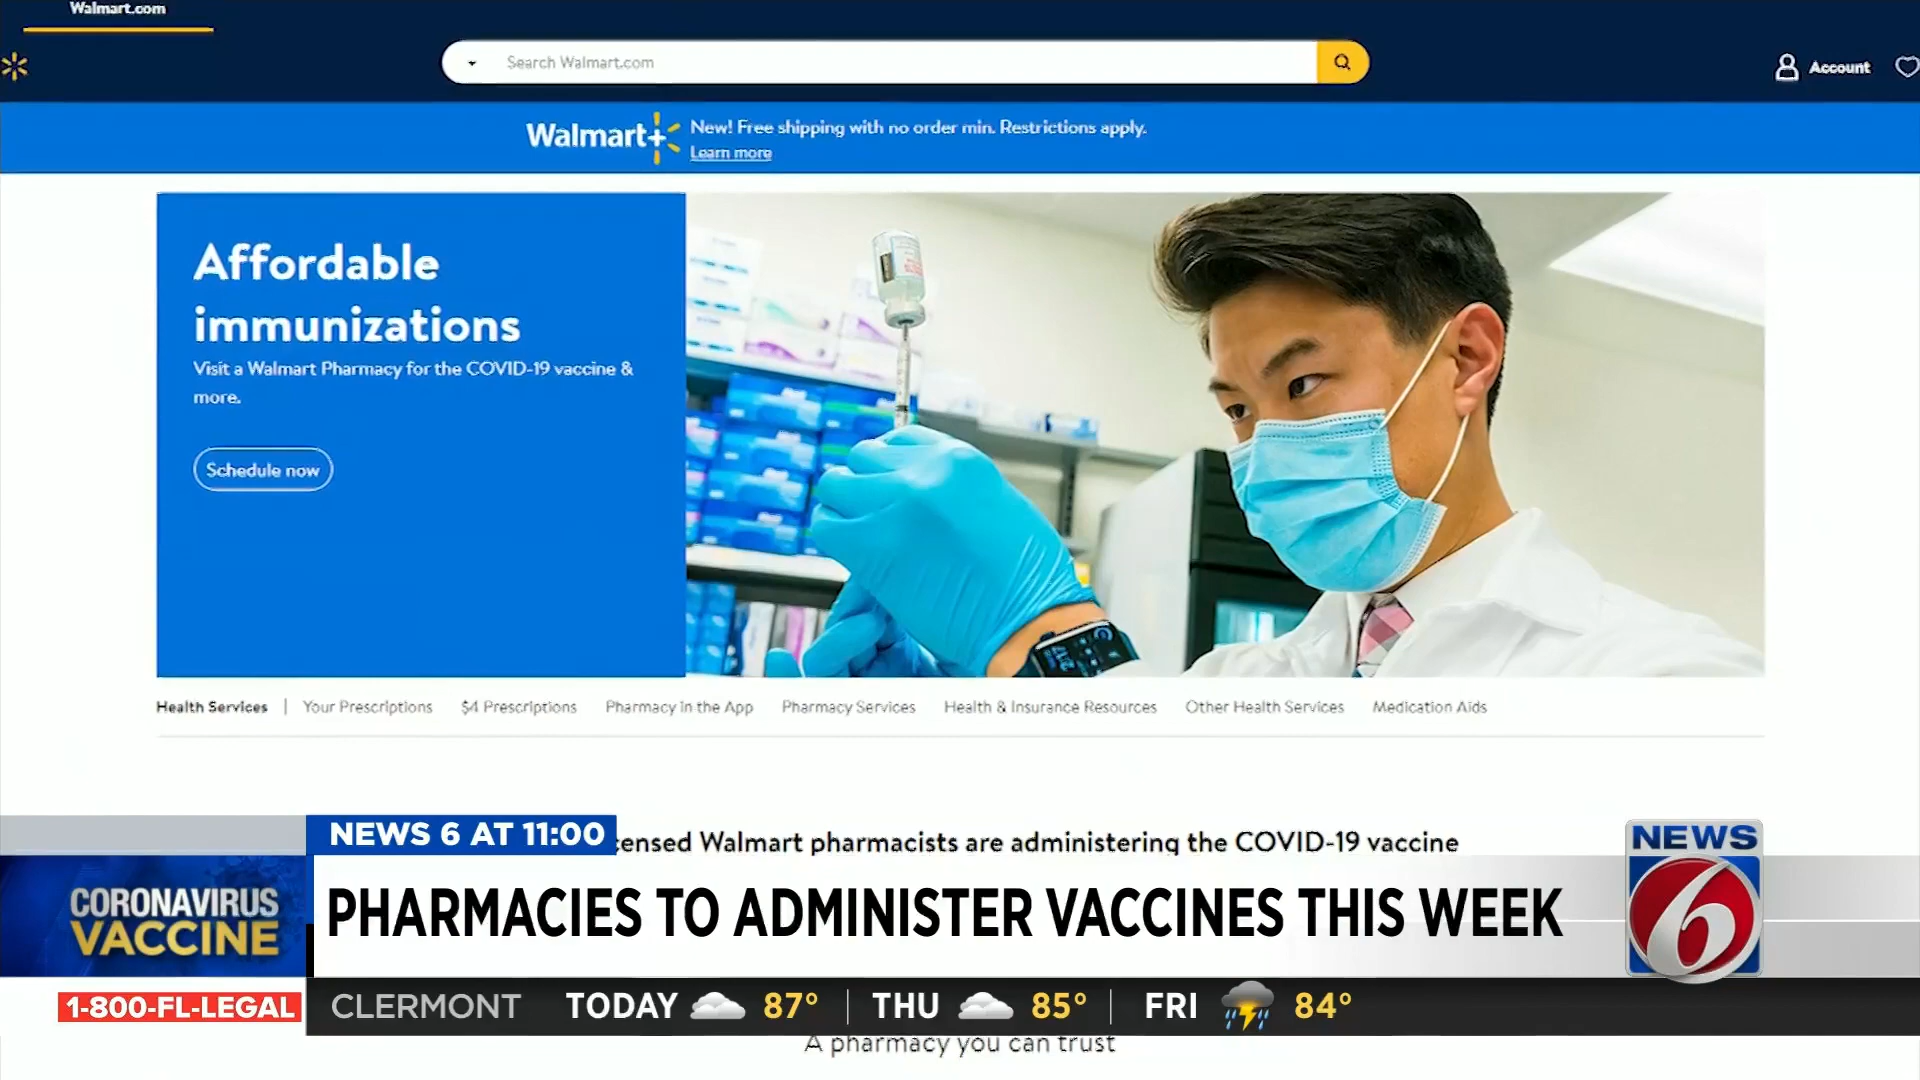 Walmart.com
Search Walmart.com
Account
Walmart+
New! Free shipping with no order min. Restrictions apply.
Learn more
Affordable
immunizations
Visit a Walmart Pharmacy for the COVID-19 vaccine &
more.
Schedule now
Health Services | Your Prescriptions $4 Prescriptions Pharmacy in the App Pharmacy Services Health & Insurance Resources Other Health Services Medication Aids
NEWS 6 AT 11:00
censed Walmart pharmacists are administering the COVID-19 vaccine
NEWS
6
CORONAVIRUS
VACCINE
PHARMACIES TO ADMINISTER VACCINES THIS WEEK
1-800-FL-LEGAL
CLERMONT TODAY 87° THU 85° FRI 84°
A pharmacy you can trust